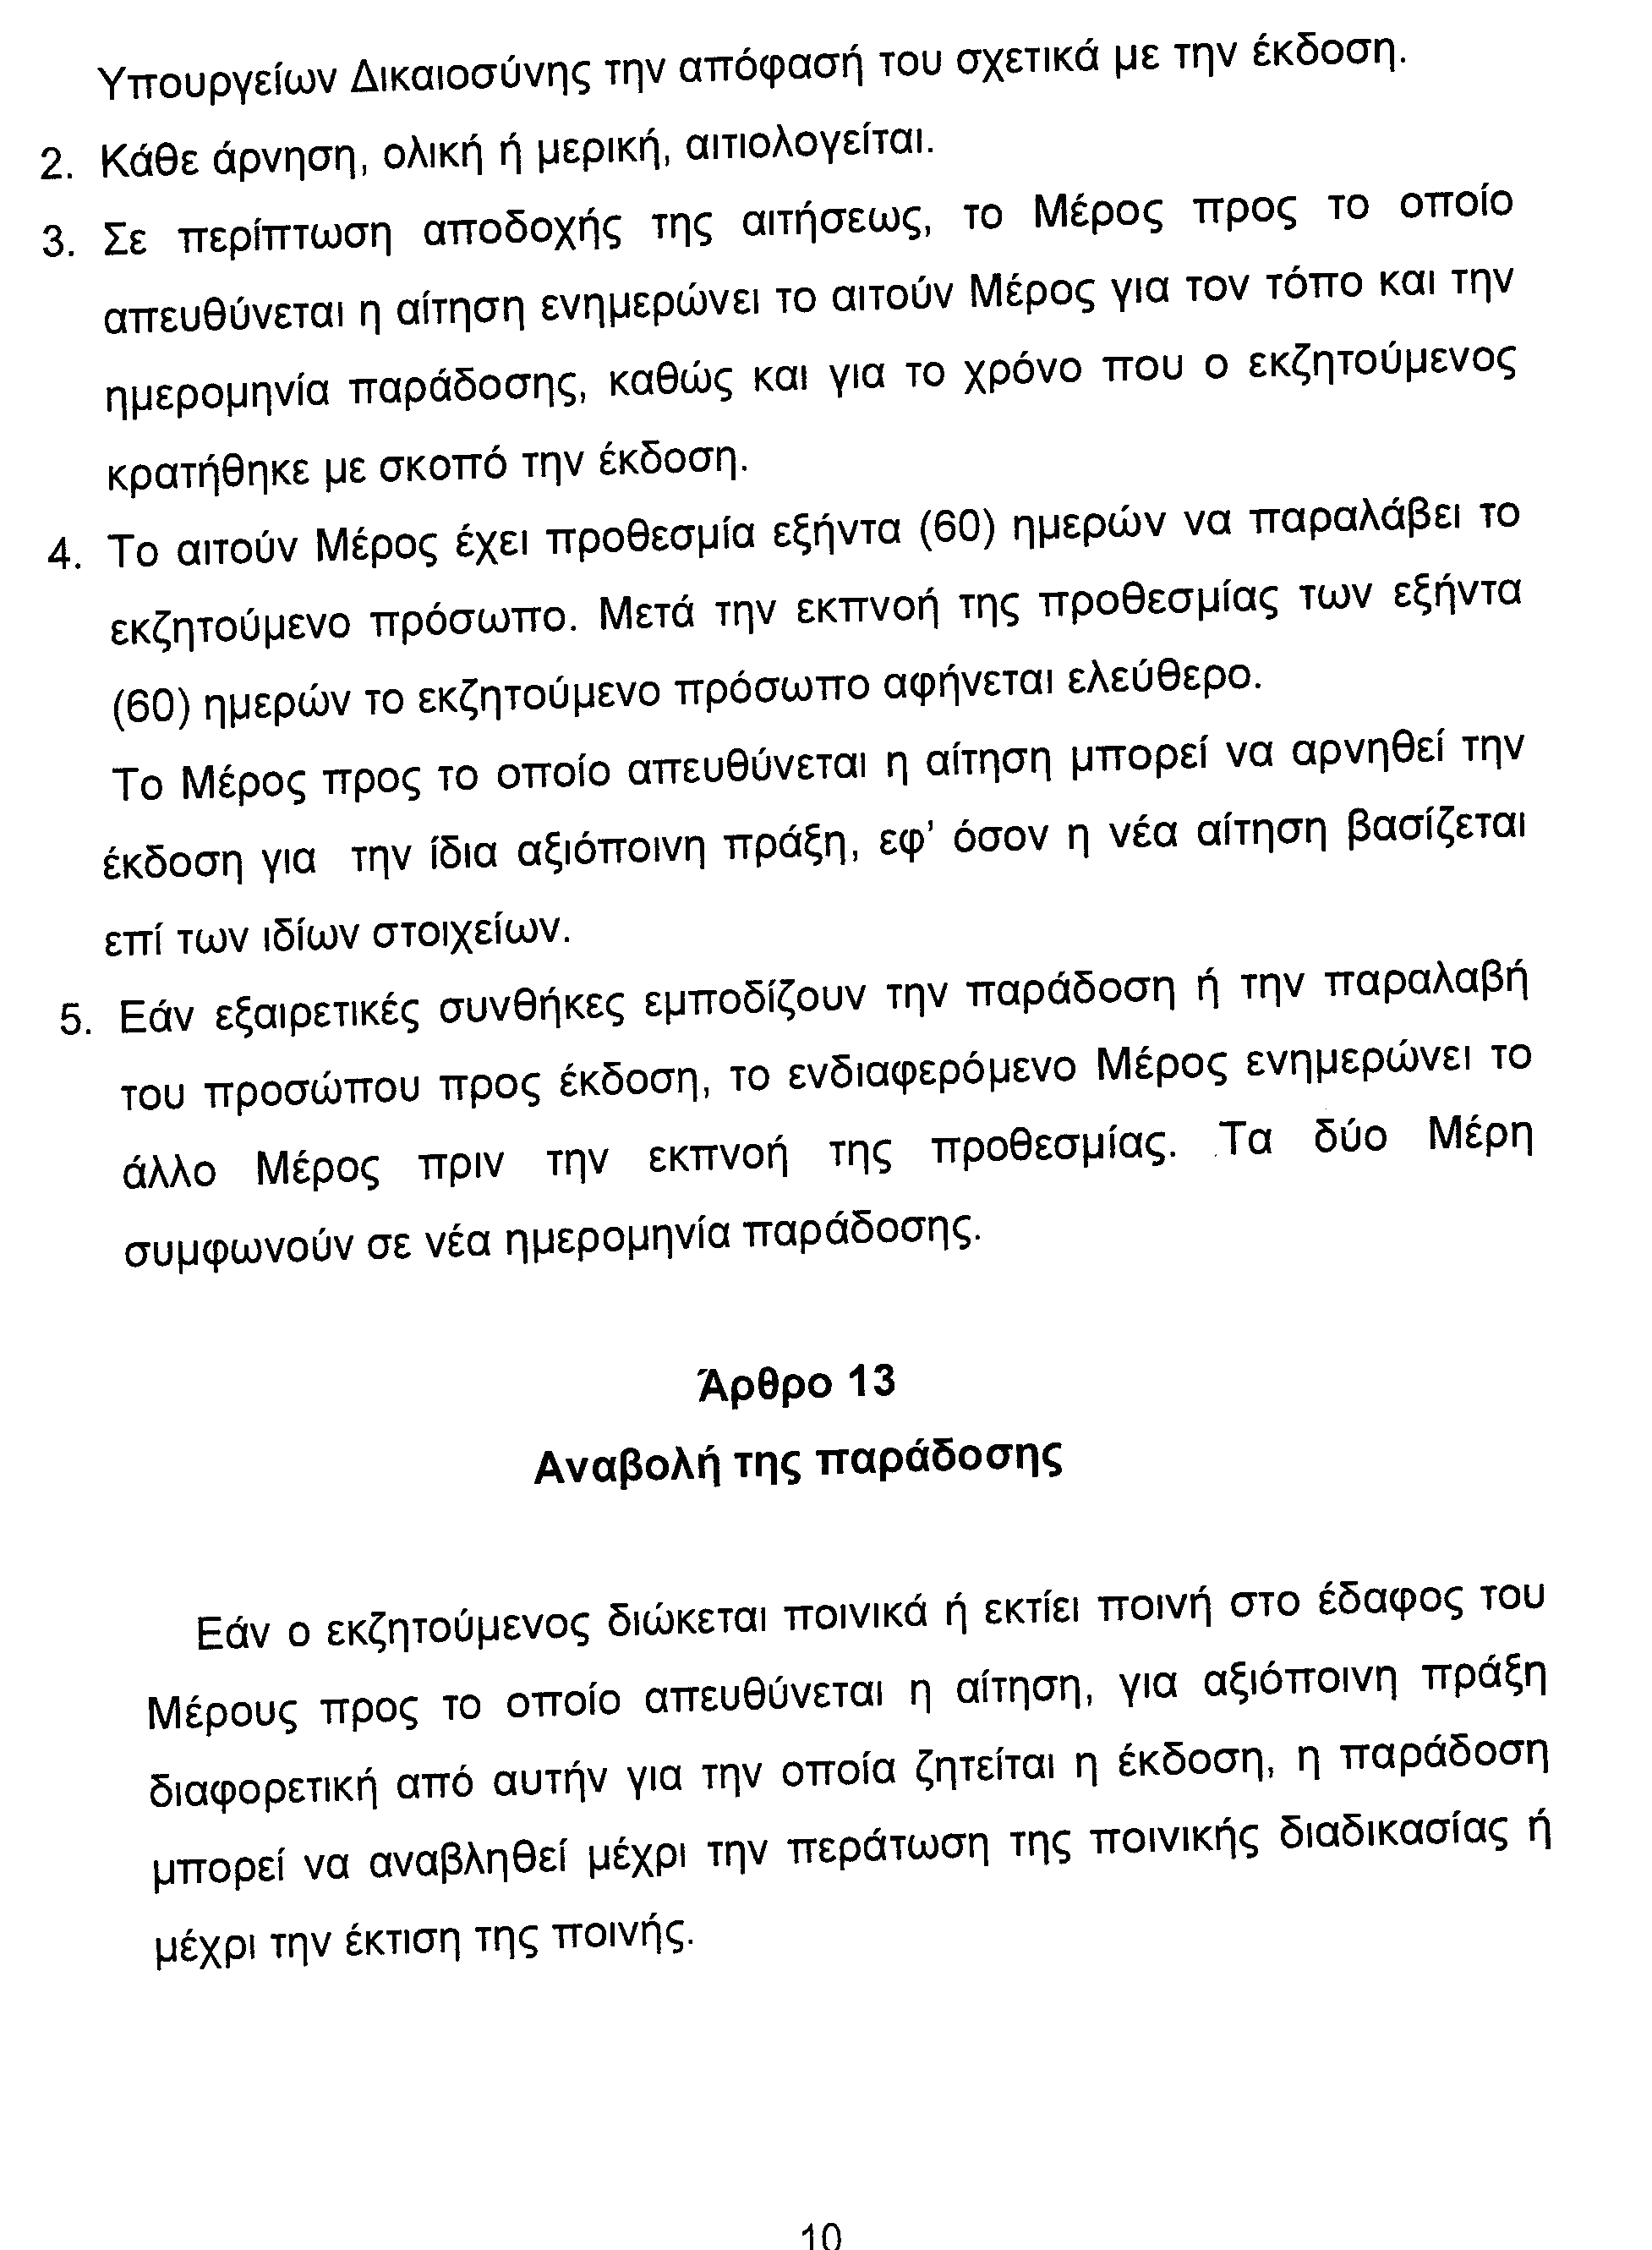 Υπουργείων Δικαιοσύνης την απόφασή του σχετικά με την έκδοση.
2. Κάθε άρνηση, ολική ή μερική, αιτιολογείται.
3. Σε περίπτωση αποδοχής της αιτήσεως, το Μέρος προς το οποίο
απευθύνεται η αίτηση ενημερώνει το αιτούν Μέρος για τον τόπο και την
ημερομηνία παράδοσης, καθώς και για το χρόνο που ο εκζητούμενος
κρατήθηκε με σκοπό την έκδοση.
4. Το αιτούν Μέρος έχει προθεσμία εξήντα (60) ημερών να παραλάβει το
εκζητούμενο πρόσωπο. Μετά την εκπνοή της προθεσμίας των εξήντα
(60) ημερών το εκζητούμενο πρόσωπο αφήνεται ελεύθερο.
Το Μέρος προς το οποίο απευθύνεται η αίτηση μπορεί να αρνηθεί την
έκδοση για την ίδια αξιόποινη πράξη, εφ’ όσον η νέα αίτηση βασίζεται
επί των ιδίων στοιχείων.
5. Εάν εξαιρετικές συνθήκες εμποδίζουν την παράδοση ή την παραλαβή
του προσώπου προς έκδοση, το ενδιαφερόμενο Μέρος ενημερώνει το
άλλο Μέρος πριν την εκπνοή της προθεσμίας. Τα δύο Μέρη
συμφωνούν σε νέα ημερομηνία παράδοσης.
Άρθρο 13
Αναβολή της παράδοσης
Εάν ο εκζητούμενος διώκεται ποινικά ή εκτίει ποινή στο έδαφος του
Μέρους προς το οποίο απευθύνεται η αίτηση, για αξιόποινη πράξη
διαφορετική από αυτήν για την οποία ζητείται η έκδοση, η παράδοση
μπορεί να αναβληθεί μέχρι την περάτωση της ποινικής διαδικασίας ή
μέχρι την έκτιση της ποινής.
10